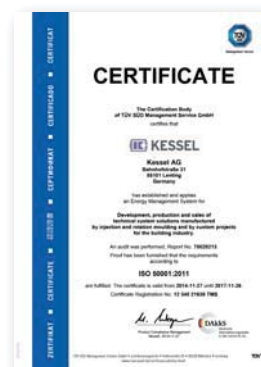 CERTIFICATE
The Certification Body
of TÜV SÜD Management Service GmbH
certifies that
KESSEL
Kessel AG
Bahnhofstraße 31
85101 Lenting
Germany
has established and applies
an Energy Management System for
Development, production and sales of
technical system solutions manufactured
by injection and rotation moulding and by custom projects
for the building industry.
An audit was performed, Report No.
Proof has been furnished that the requirements
according to
ISO 50001:2011
are fulfilled. The certificate is valid from 2014-11-27 until 2017-11-26
Certificate Registration No.: 12 340 21639 TMS
DAkkS
ZERTIFIKAT ■ CERTIFICATE ■ СЕРТИФИКАТ ■ CERTIFICADO ■ CERTIFICAT
TÜV